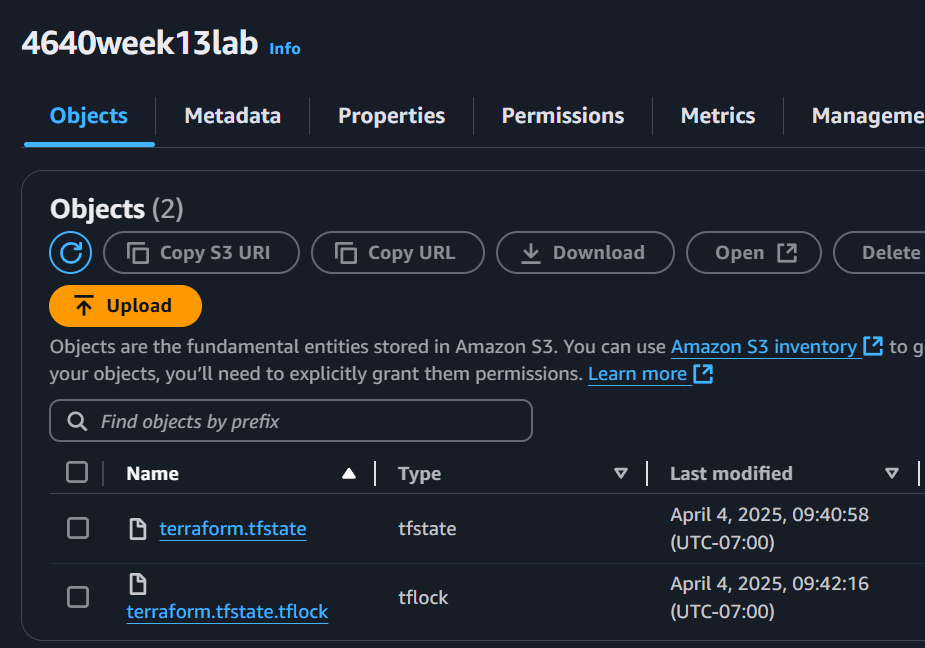 4640week13lab Info
Objects Metadata Properties Permissions Metrics Manageme
Objects (2)
Copy S3 URI Copy URL Download Open Delete
Upload
Objects are the fundamental entities stored in Amazon S3. You can use Amazon S3 inventory to g
your objects, you’ll need to explicitly grant them permissions. Learn more
Find objects by prefix
Name Type Last modified
terraform.tfstate tfstate April 4, 2025, 09:40:58
(UTC-07:00)
terraform.tfstate.tflock tflock April 4, 2025, 09:42:16
(UTC-07:00)